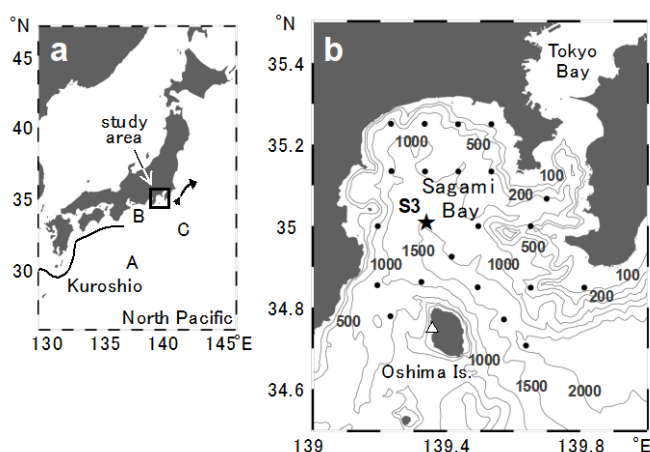 °N
a
45
40
study
area
35
B
C
30
A
Kuroshio
North Pacific
130 135 140 145°E
°N
b
Tokyo
Bay
35.4
35.2
1000
500
100
200
Sagami
Bay
S3
35
1500
500
1000
1000
100
200
34.8
500
Oshima Is.
1000
1500
2000
34.6
139 139.4 139.8 °E